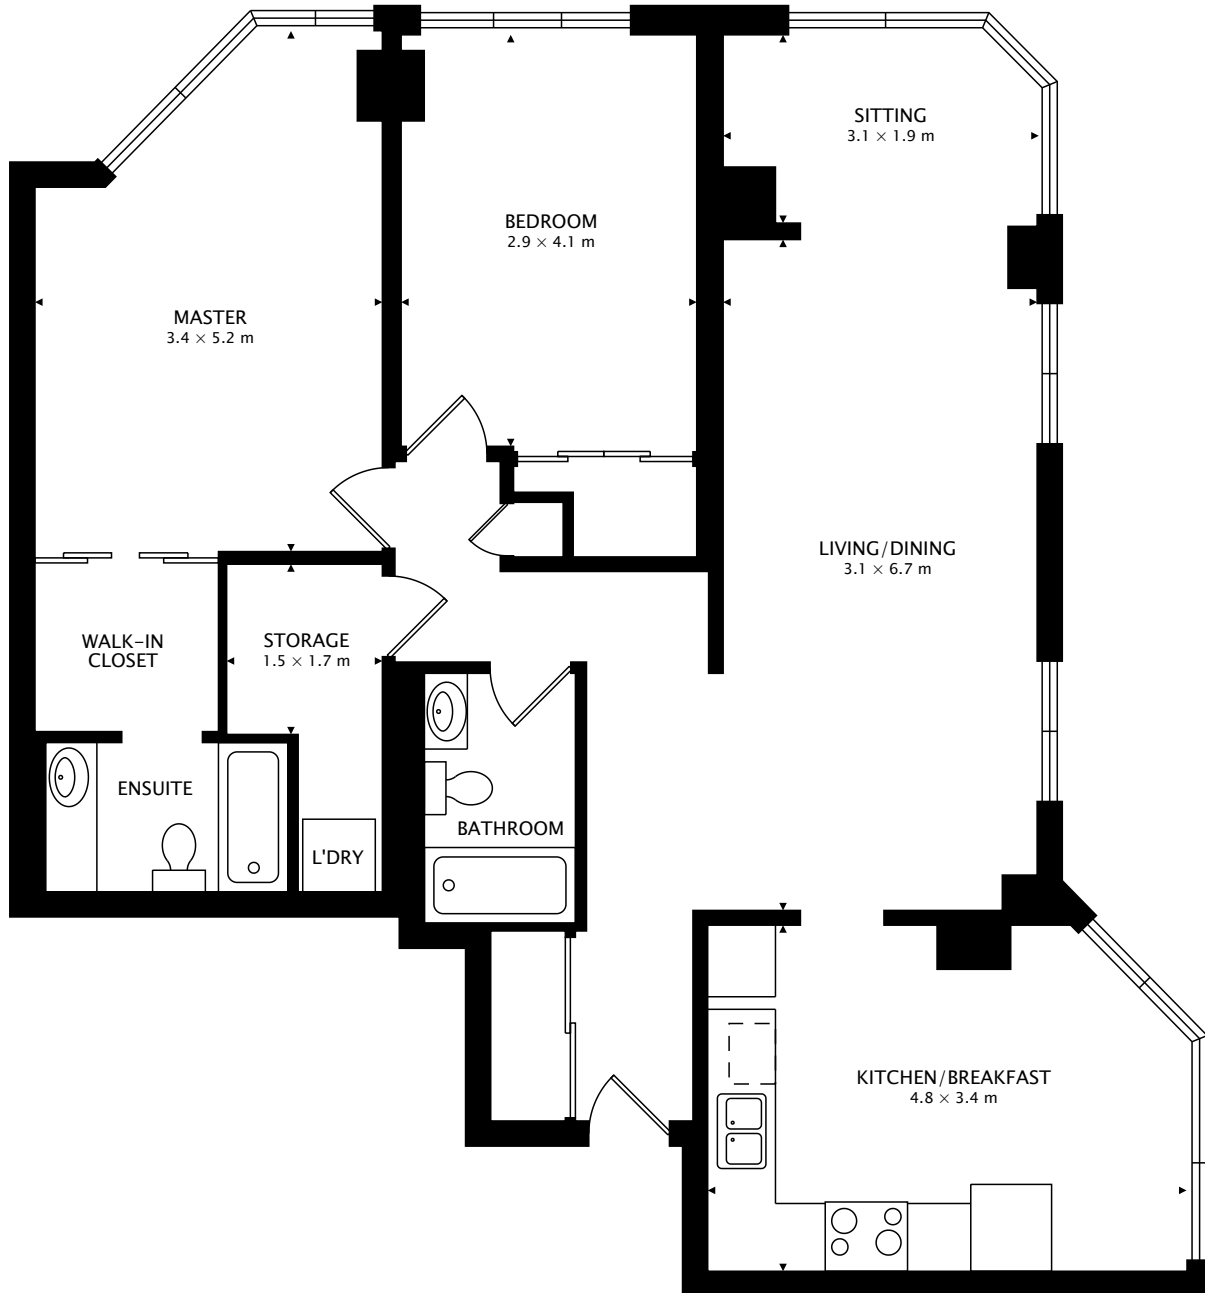 SITTING
3.1 × 1.9 m
BEDROOM
2.9 × 4.1 m
MASTER
3.4 × 5.2 m
LIVING/DINING
3.1 × 6.7 m
WALK-IN
CLOSET
STORAGE
1.5 × 1.7 m
ENSUITE
L'DRY
BATHROOM
KITCHEN/BREAKFAST
4.8 × 3.4 m